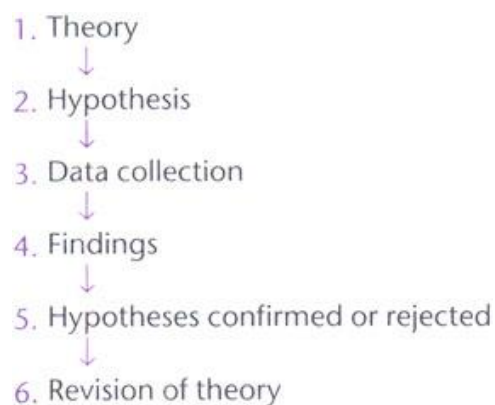 1. Theory
2. Hypothesis
3. Data collection
4. Findings
5. Hypotheses confirmed or rejected
6. Revision of theory